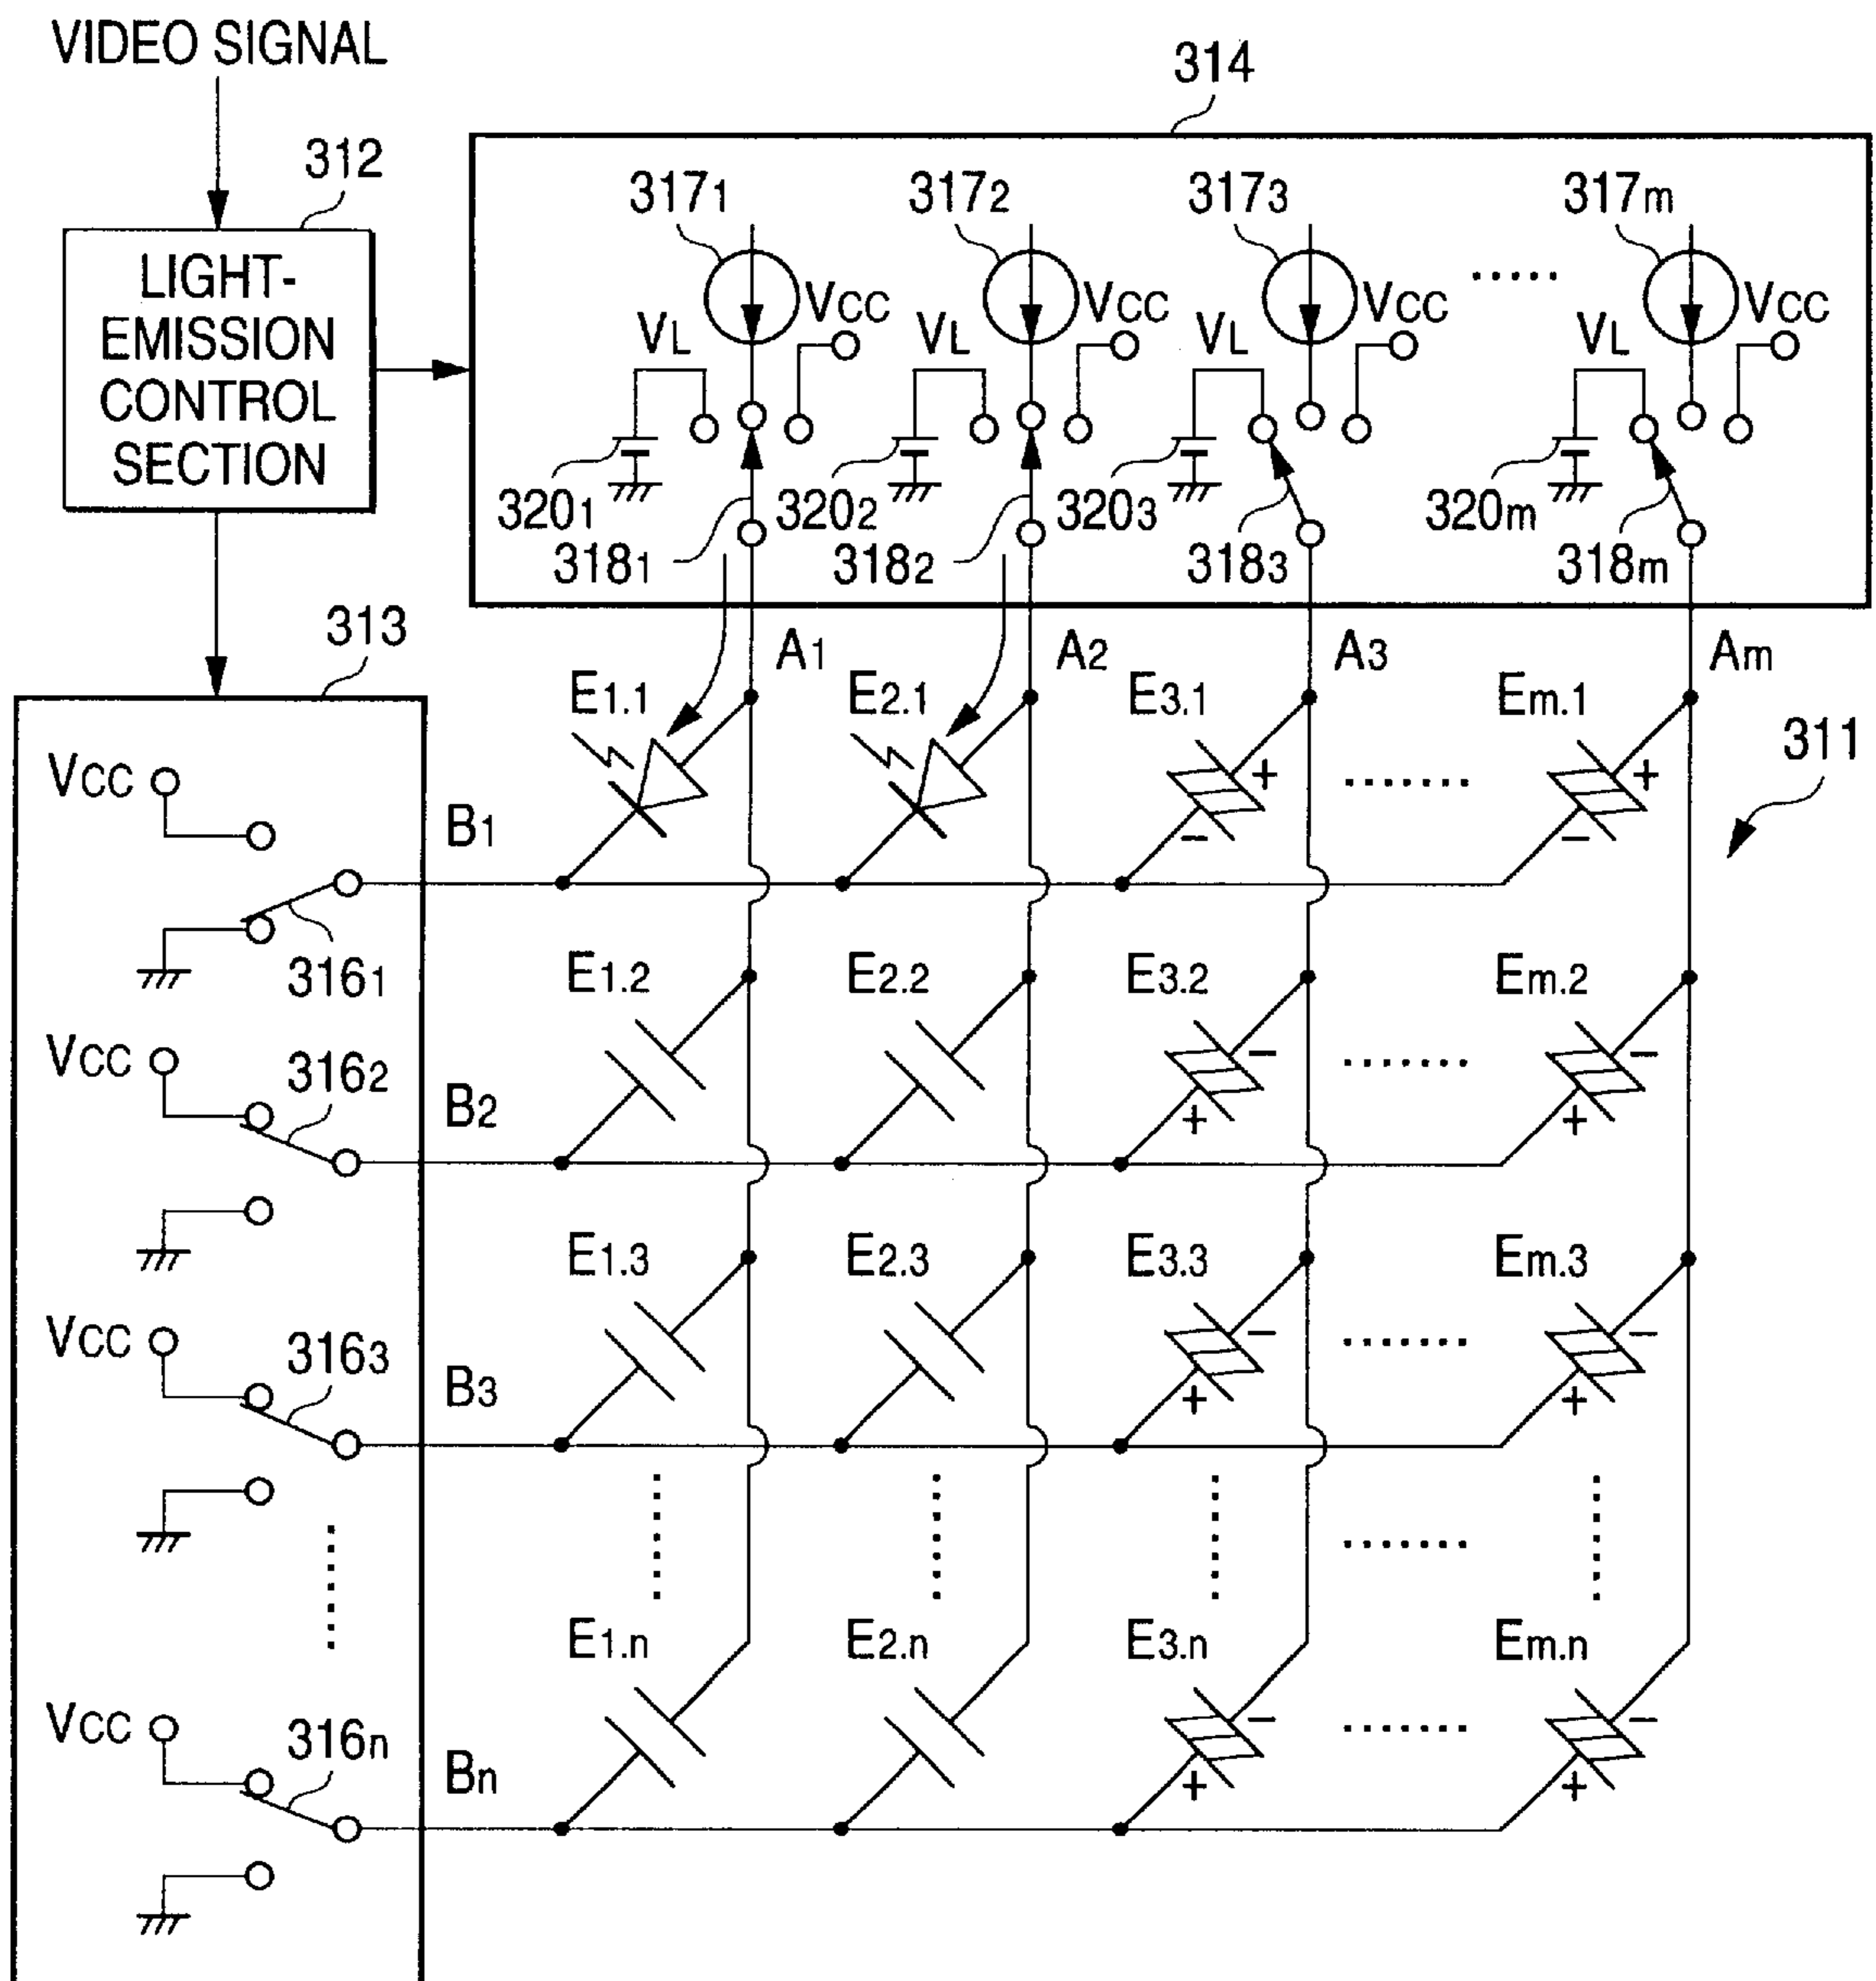 VIDEO SIGNAL
314
312
LIGHT-
EMISSION
CONTROL
SECTION
3171
3172
3173
317m
.....
VL
VCC
VL
VCC
VL
VCC
VL
VCC
3201
3202
3203
320m
3181
3182
3183
318m
313
A1
A2
A3
Am
E1.1
E2.1
E3.1
Em.1
311
VCC
B1
+
.......
+
−
−
3161
E1.2
E2.2
E3.2
Em.2
VCC
3162
B2
−
.......
−
+
+
E1.3
E2.3
E3.3
Em.3
VCC
3163
B3
−
.......
−
+
+
.......
E1.n
E2.n
E3.n
Em.n
VCC
316n
Bn
−
.......
−
+
+